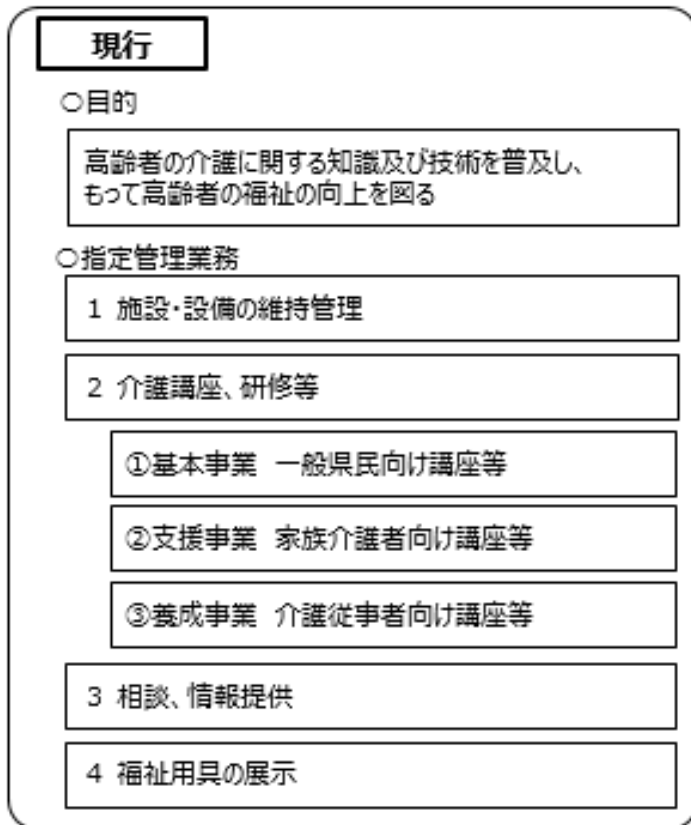 現行
○目的
高齢者の介護に関する知識及び技術を普及し、
もって高齢者の福祉の向上を図る
○指定管理業務
1 施設・設備の維持管理
2 介護講座、研修等
①基本事業　一般県民向け講座等
②支援事業　家族介護者向け講座等
③養成事業　介護従事者向け講座等
3 相談、情報提供
4 福祉用具の展示